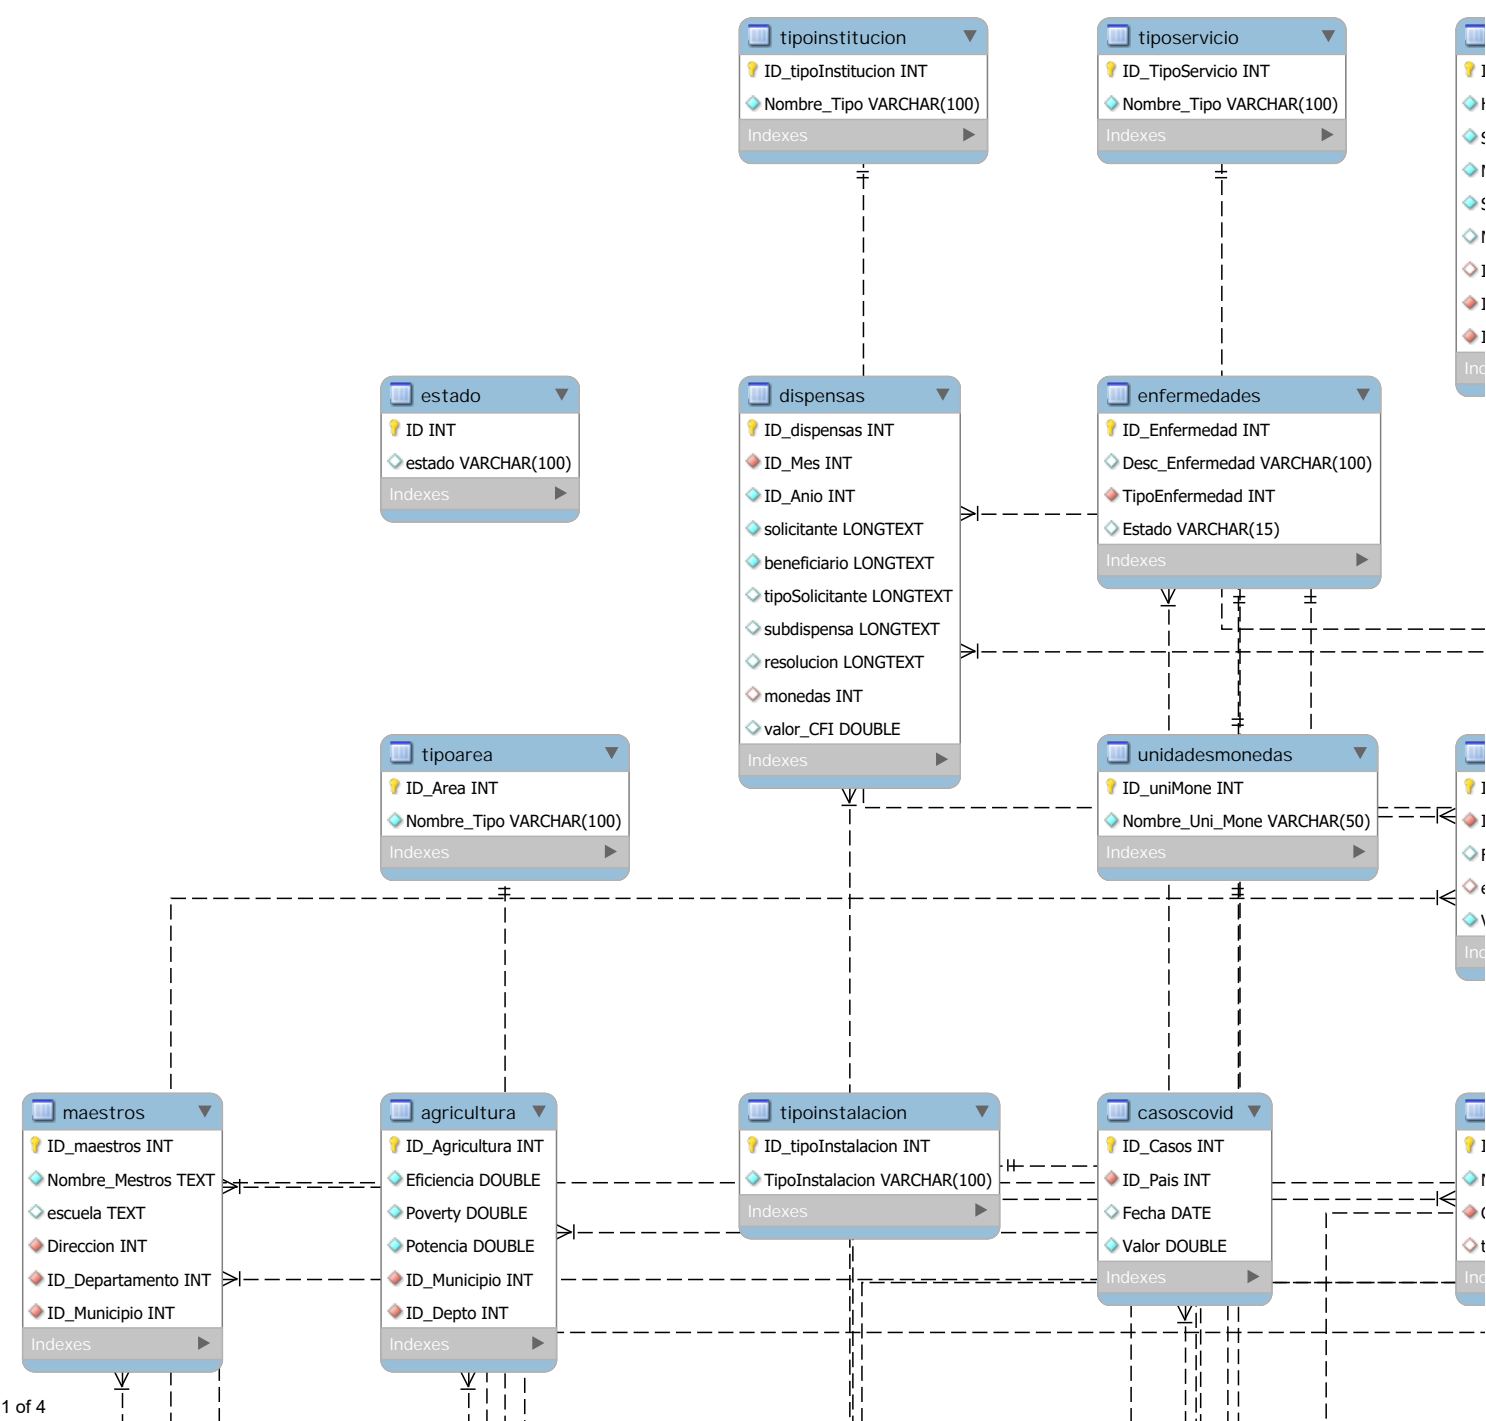 tipoinstitucion
ID_tipoInstitucion INT
Nombre_Tipo VARCHAR(100)
Indexes
tiposervicio
ID_TipoServicio INT
Nombre_Tipo VARCHAR(100)
Indexes
estado
ID INT
estado VARCHAR(100)
Indexes
dispensas
ID_dispensas INT
ID_Mes INT
ID_Anio INT
solicitante LONGTEXT
beneficiario LONGTEXT
tipoSolicitante LONGTEXT
subdispensa LONGTEXT
resolucion LONGTEXT
monedas INT
valor_CFI DOUBLE
Indexes
enfermedades
ID_Enfermedad INT
Desc_Enfermedad VARCHAR(100)
TipoEnfermedad INT
Estado VARCHAR(15)
Indexes
tipoarea
ID_Area INT
Nombre_Tipo VARCHAR(100)
Indexes
unidadesmonedas
ID_uniMone INT
Nombre_Uni_Mone VARCHAR(50)
Indexes
maestros
ID_maestros INT
Nombre_Mestros TEXT
escuela TEXT
Direccion INT
ID_Departamento INT
ID_Municipio INT
Indexes
agricultura
ID_Agricultura INT
Eficiencia DOUBLE
Poverty DOUBLE
Potencia DOUBLE
ID_Municipio INT
ID_Depto INT
Indexes
tipoinstalacion
ID_tipoInstalacion INT
TipoInstalacion VARCHAR(100)
Indexes
casoscovid
ID_Casos INT
ID_Pais INT
Fecha DATE
Valor DOUBLE
Indexes
1 of 4